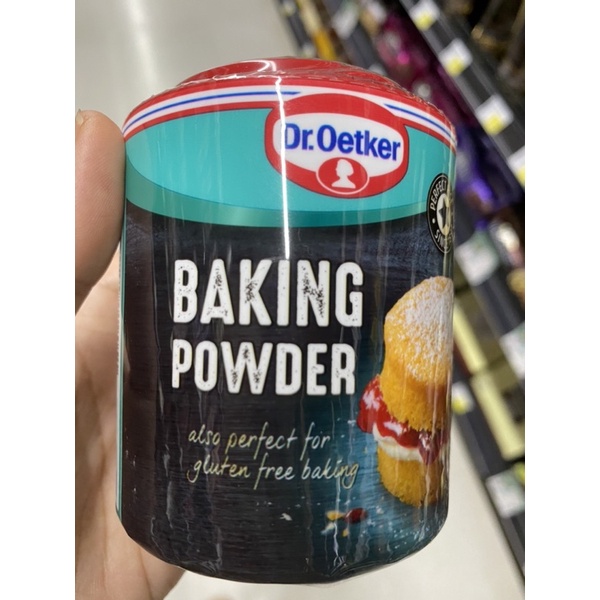 Dr.Oetker
BAKING
POWDER
also perfect for
gluten free baking